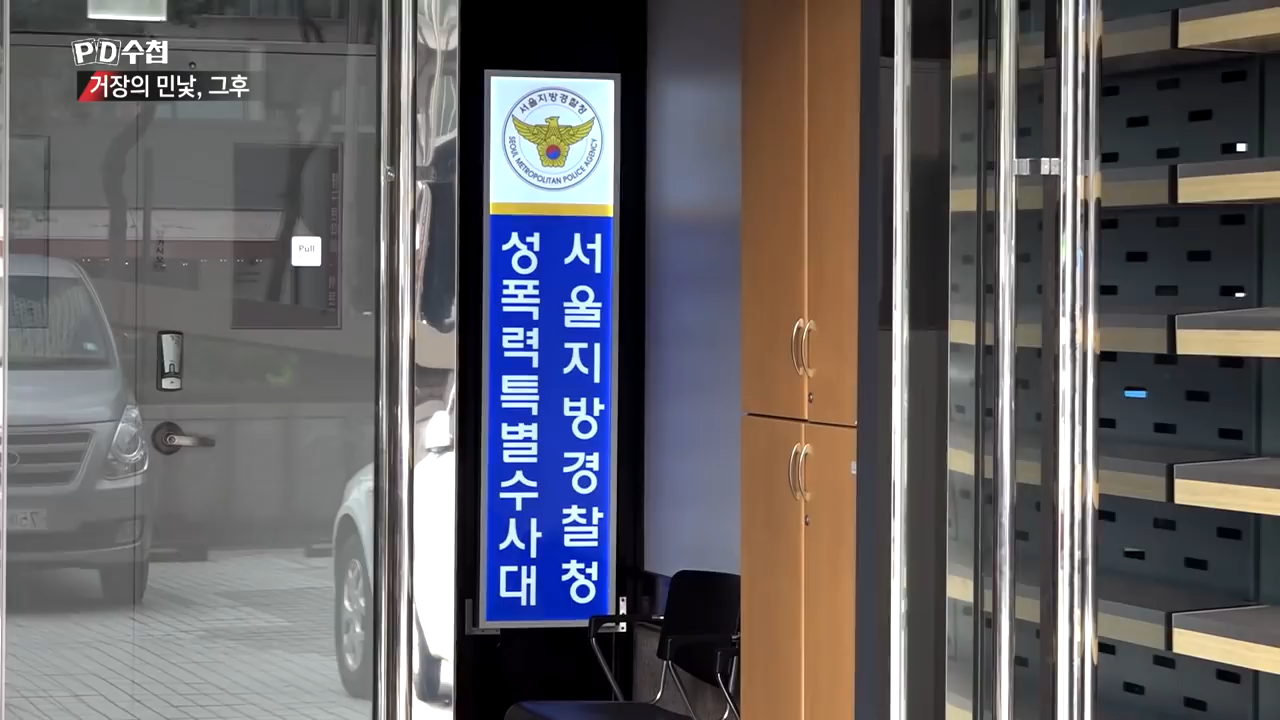 PD수첩
거장의 민낯, 그후
서울지방경찰청
SEOUL METROPOLITAN POLICE AGENCY
서울지방경찰청
성폭력특별수사대
Pull